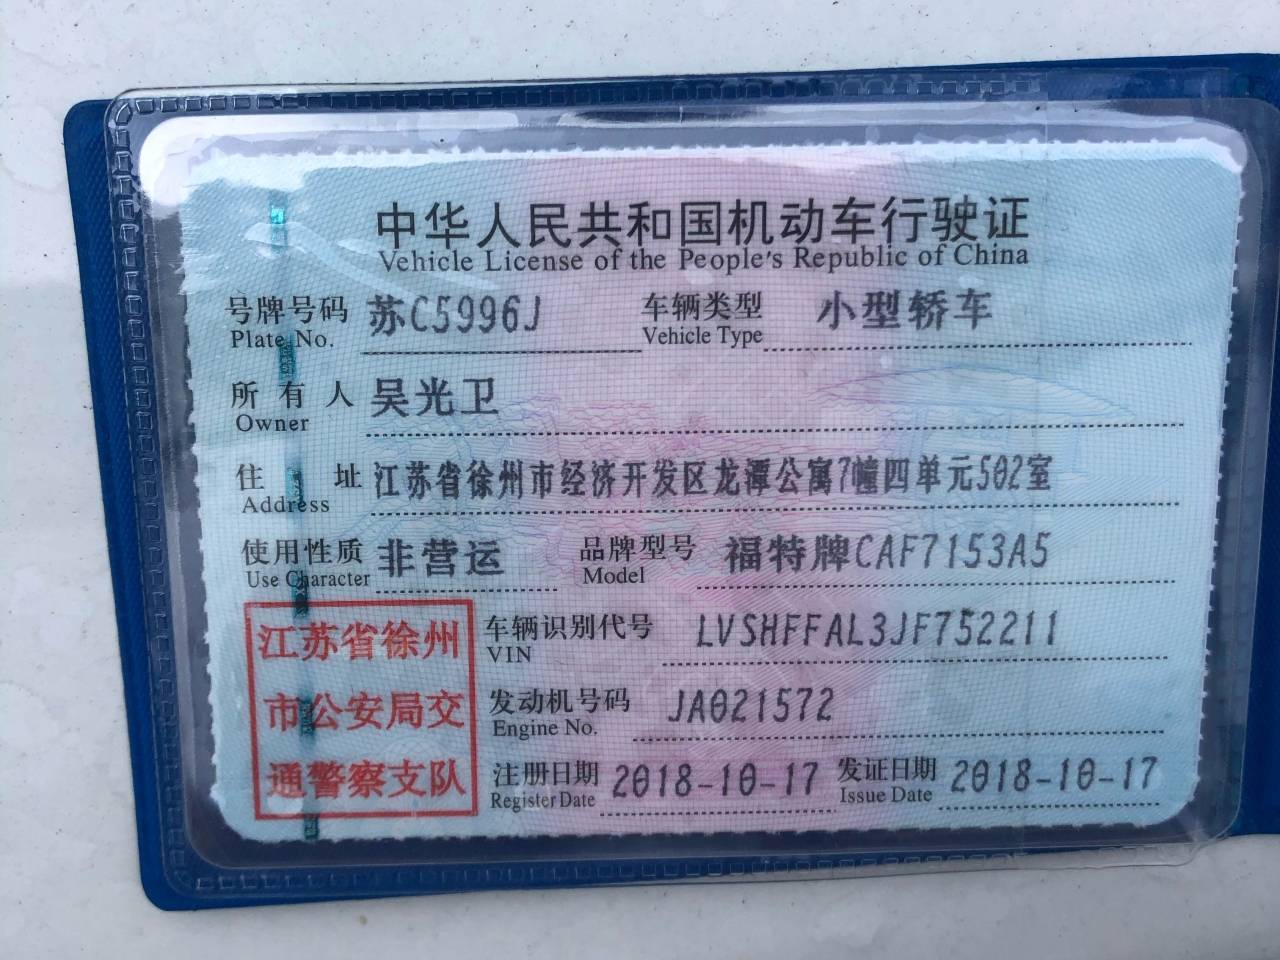 中华人民共和国机动车行驶证
Vehicle License of the People's Republic of China
号牌号码 苏C5996J 车辆类型 小型轿车
Plate No. Vehicle Type
所有人 吴光卫
Owner
住址 江苏省徐州市经济开发区龙潭公寓7幢四单元502室
Address
使用性质 非营运 品牌型号 福特牌CAF7153A5
Use Character Model
江苏省徐州
市公安局交
通警察支队
车辆识别代号 LVSHFFAL3JF752211
VIN
发动机号码 JA021572
Engine No.
注册日期 2018-10-17 发证日期 2018-10-17
Register Date Issue Date